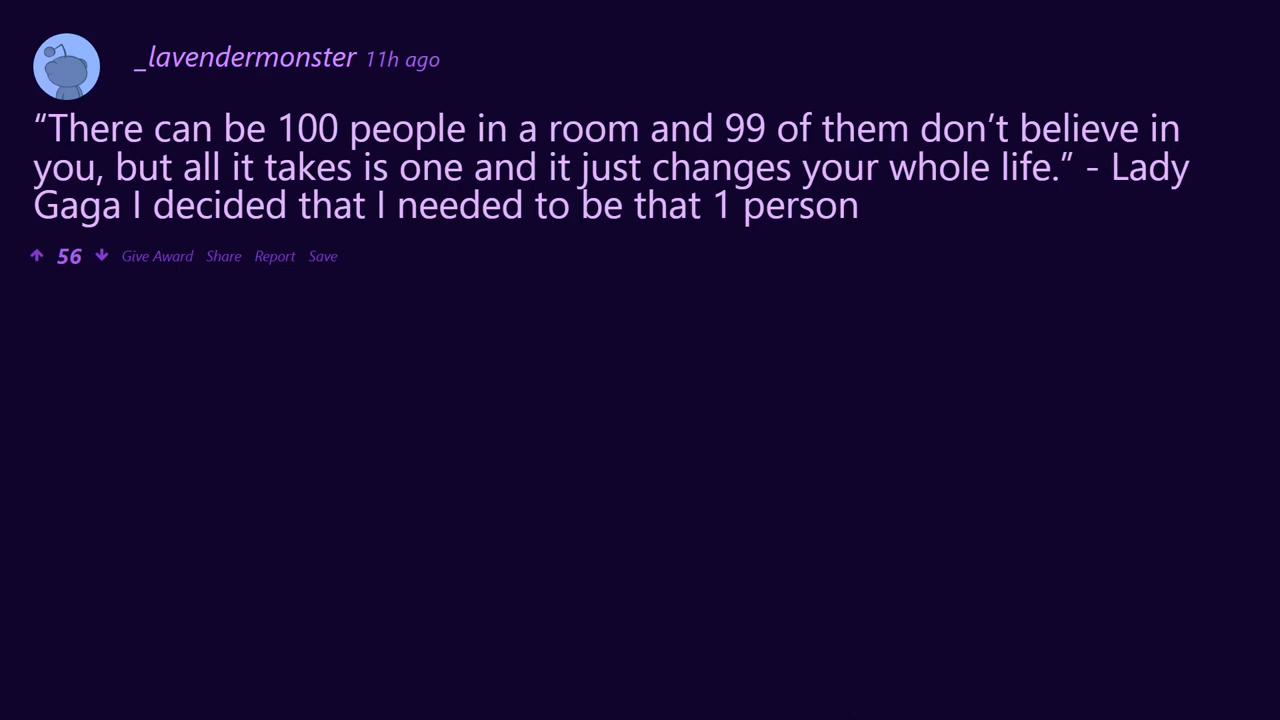 _lavendermonster 11h ago
“There can be 100 people in a room and 99 of them don’t believe in
you, but all it takes is one and it just changes your whole life.” - Lady
Gaga I decided that I needed to be that 1 person
56 Give Award Share Report Save